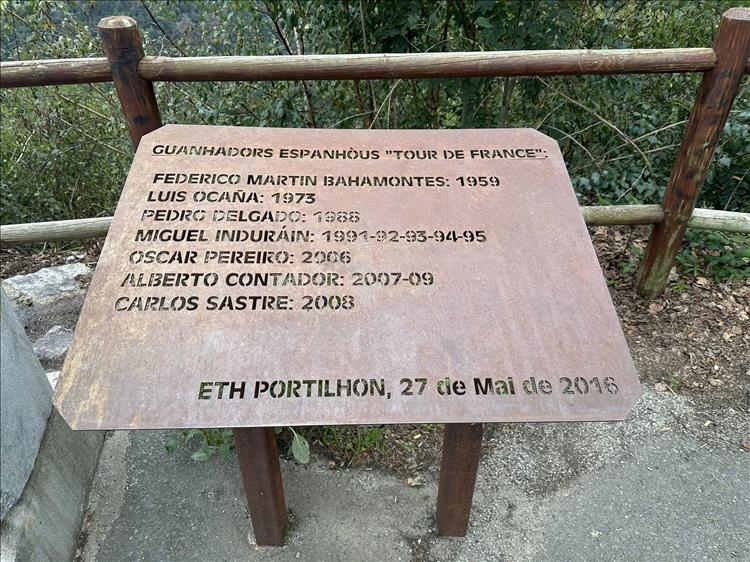 GUANHADORS ESPANHÒUS "TOUR DE FRANCE":
FEDERICO MARTIN BAHAMONTES: 1959
LUIS OCAÑA: 1973
PEDRO DELGADO: 1988
MIGUEL INDURÁIN: 1991-92-93-94-95
OSCAR PEREIRO: 2006
ALBERTO CONTADOR: 2007-09
CARLOS SASTRE: 2008
ETH PORTILHON, 27 de Mai de 2016